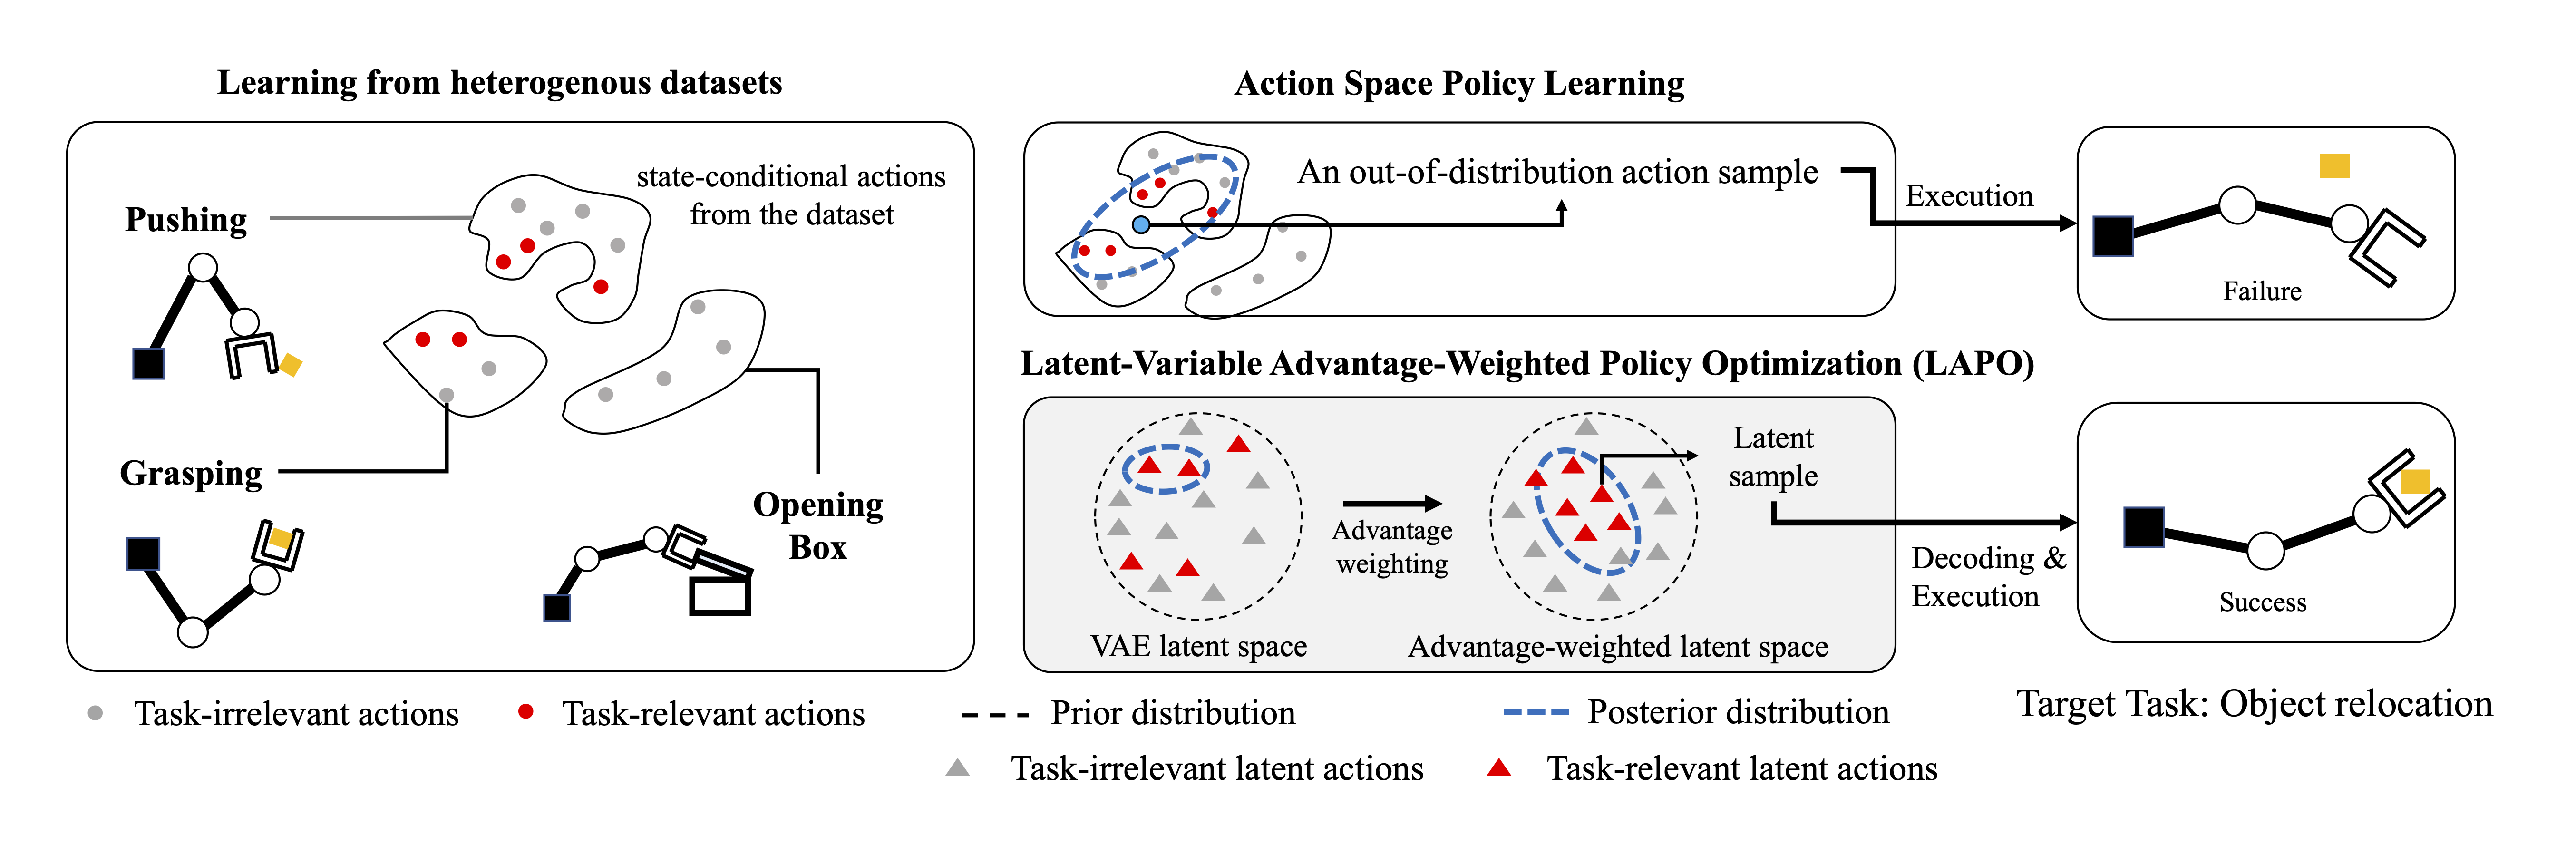 Learning from heterogenous datasets
Pushing
state-conditional actions
from the dataset
Grasping
Opening
Box
Action Space Policy Learning
An out-of-distribution action sample
Execution
Failure
Latent-Variable Advantage-Weighted Policy Optimization (LAPO)
Advantage
weighting
Latent
sample
VAE latent space
Advantage-weighted latent space
Decoding &
Execution
Success
Task-irrelevant actions
Task-relevant actions
Prior distribution
Posterior distribution
Target Task: Object relocation
Task-irrelevant latent actions
Task-relevant latent actions